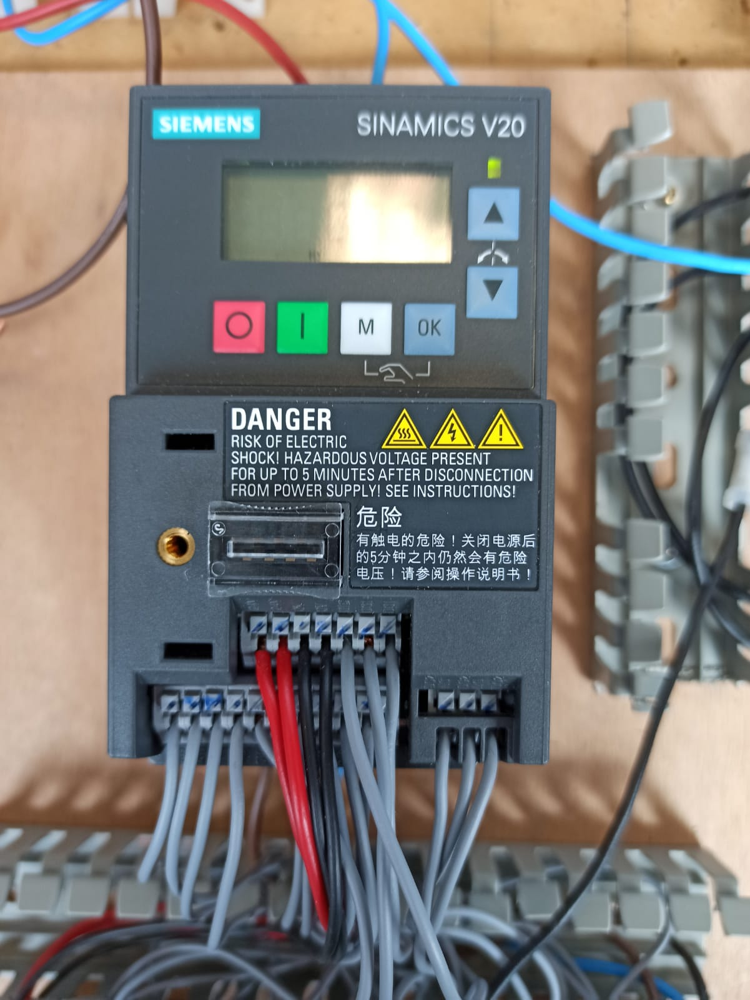 SIEMENS
SINAMICS V20
M
OK
DANGER
RISK OF ELECTRIC
SHOCK! HAZARDOUS VOLTAGE PRESENT
FOR UP TO 5 MINUTES AFTER DISCONNECTION
FROM POWER SUPPLY! SEE INSTRUCTIONS!
危险
有触电的危险！关闭电源后
的5分钟之内仍然会有危险
电压！请参阅操作说明书！